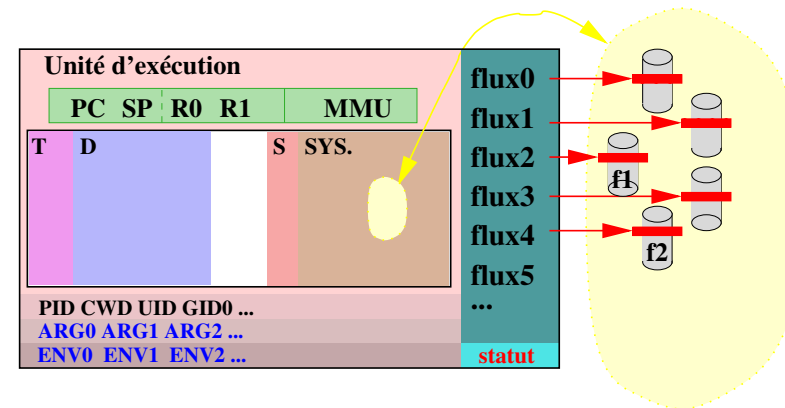 Unité d'exécution
PC SP R0 R1 MMU
T D S SYS.
PID CWD UID GID0 ...
ARG0 ARG1 ARG2 ...
ENV0 ENV1 ENV2 ...
flux0
flux1
flux2
flux3
flux4
flux5
...
statut
f1
f2